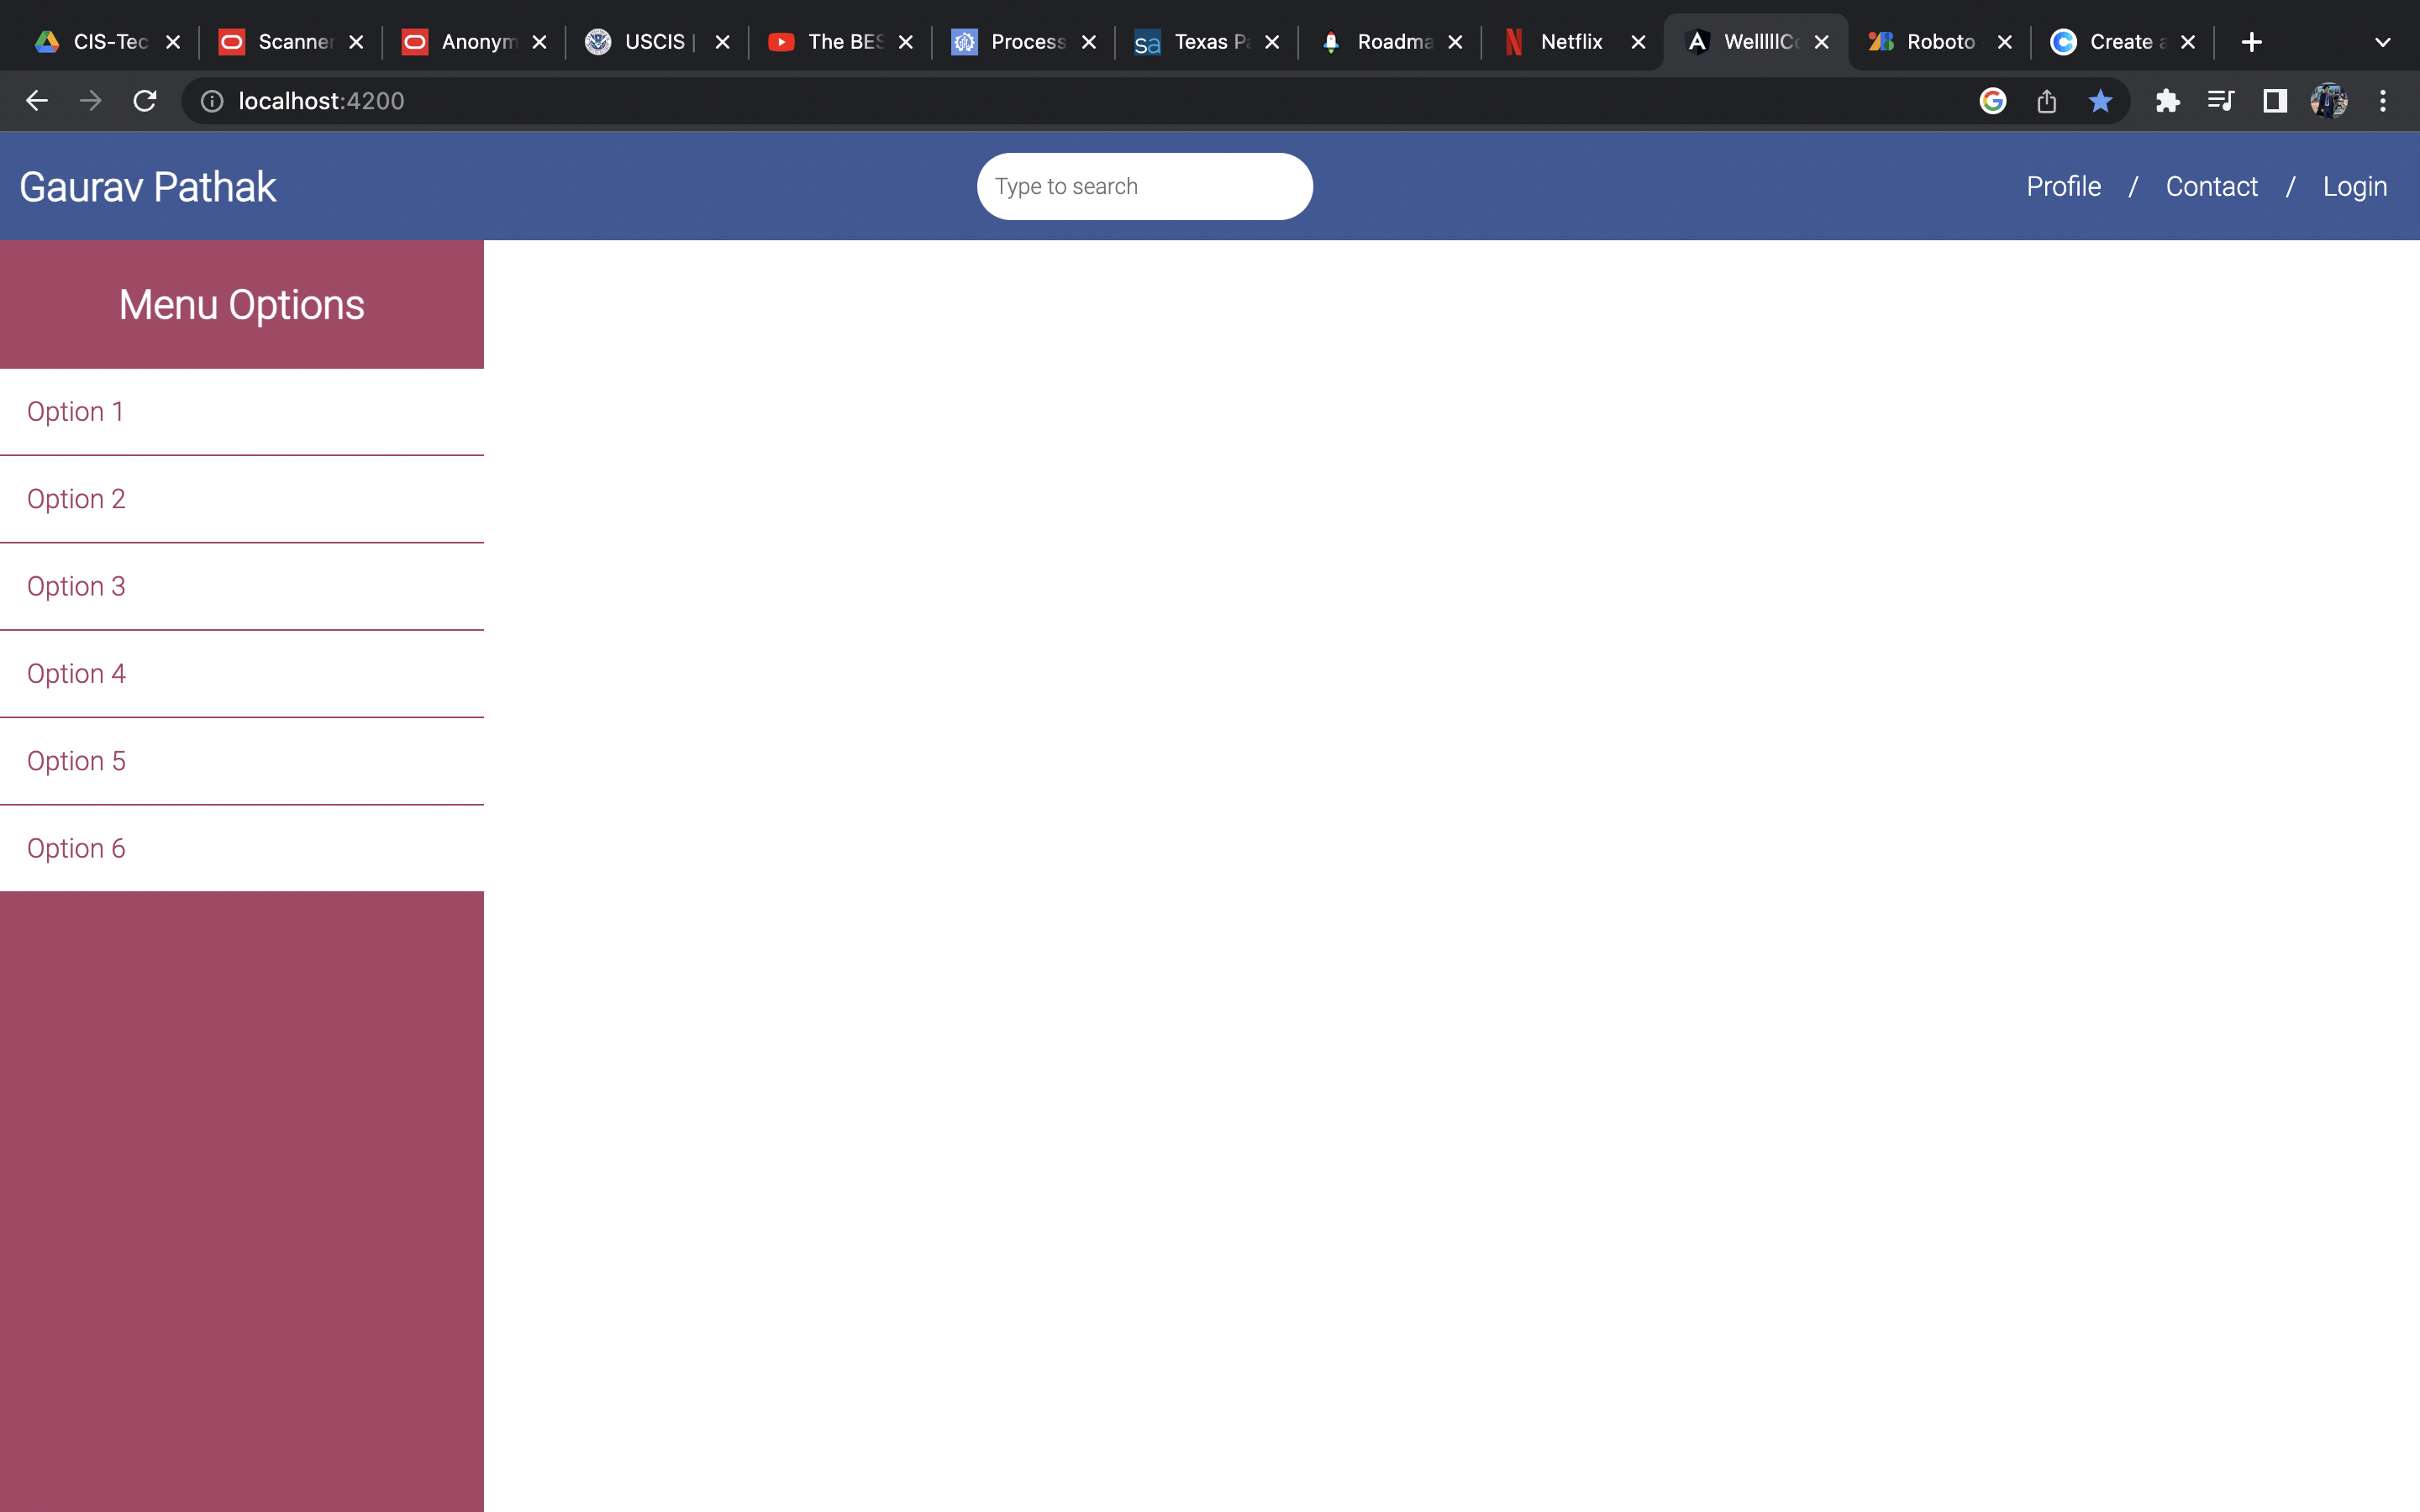 CIS-Tec
Scanner
Anonym
USCIS |
The BES
Process
sa Texas Pa
Roadma
Netflix
WelllllCo
Roboto
Create a
localhost:4200
Gaurav Pathak
Type to search
Profile / Contact / Login
Menu Options
Option 1
Option 2
Option 3
Option 4
Option 5
Option 6